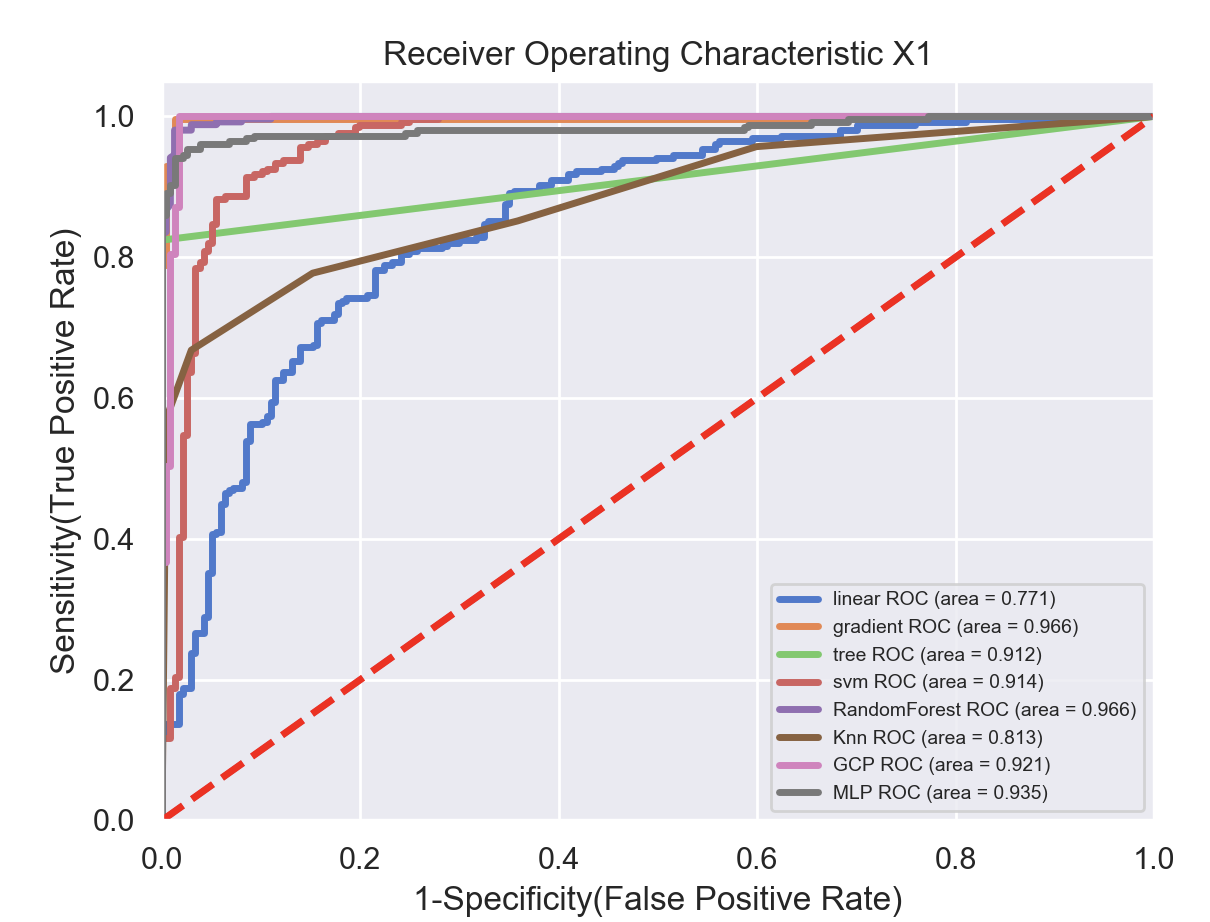 Receiver Operating Characteristic X1
1.0
0.8
0.6
0.4
0.2
0.0
Sensitivity(True Positive Rate)
linear ROC (area = 0.771)
gradient ROC (area = 0.966)
tree ROC (area = 0.912)
svm ROC (area = 0.914)
RandomForest ROC (area = 0.966)
Knn ROC (area = 0.813)
GCP ROC (area = 0.921)
MLP ROC (area = 0.935)
0.0 0.2 0.4 0.6 0.8 1.0
1-Specificity(False Positive Rate)